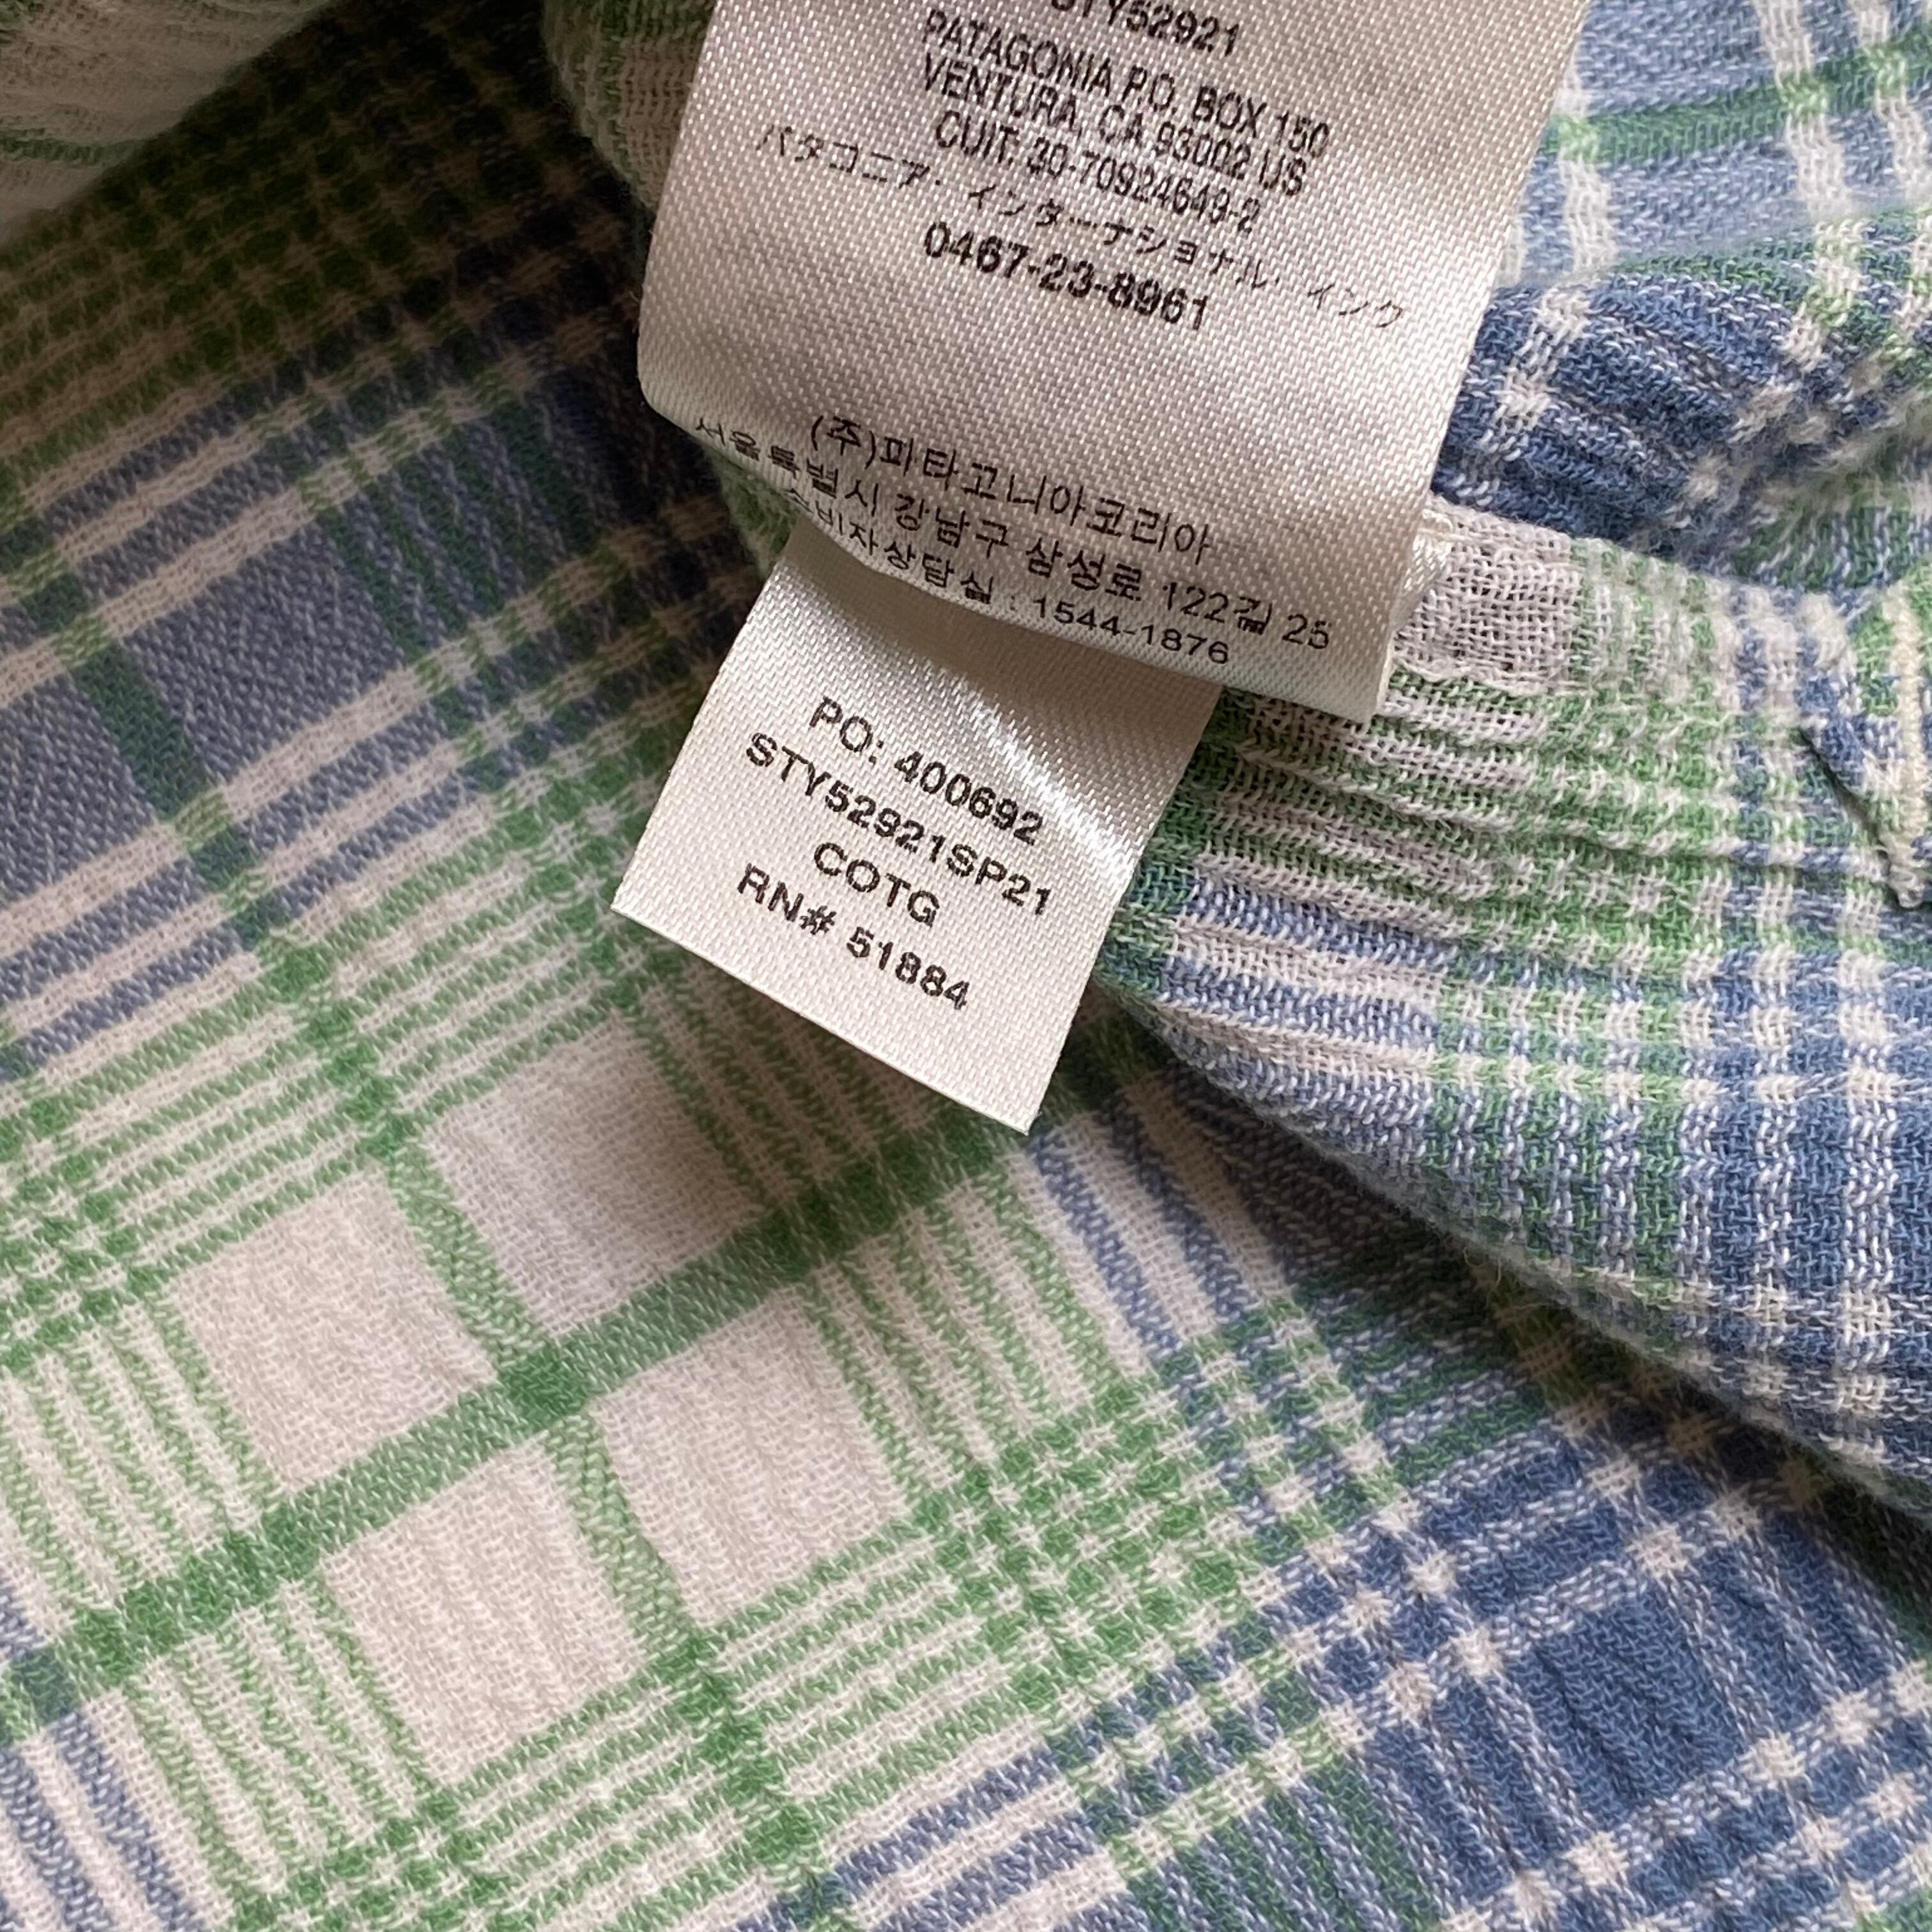 STY52921
PATAGONIA P.O. BOX 150
VENTURA, CA 93002 US
CUIT: 30-70924649-2
パタゴニア・インターナショナル・インク
0467-23-8961
(주)파타고니아코리아
서울특별시 강남구 삼성로 122길 25
소비자상담실 : 1544-1876
PO: 400692
STY52921SP21
COTG
RN# 51884